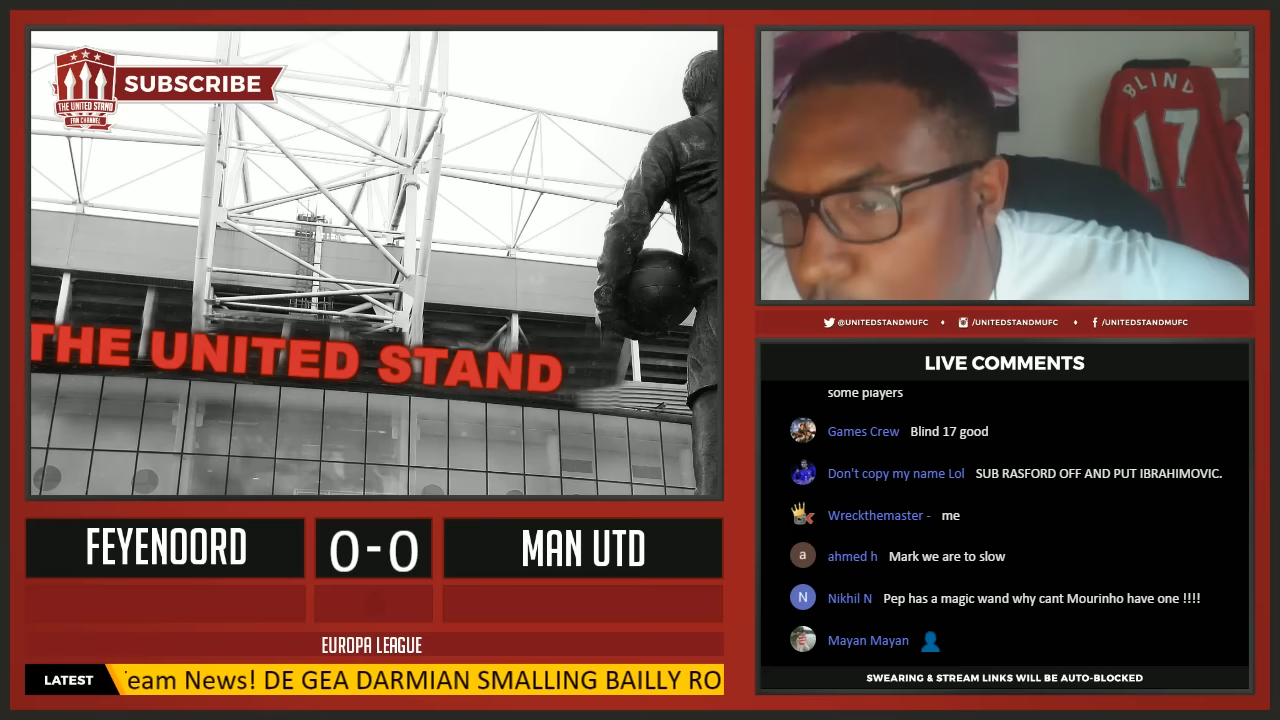 SUBSCRIBE
THE UNITED STAND
FAN CHANNEL
THE UNITED STAND
BLIND
17
@UNITEDSTANDMUFC
/UNITEDSTANDMUFC
/UNITEDSTANDMUFC
LIVE COMMENTS
some players
Games Crew Blind 17 good
Don't copy my name Lol SUB RASFORD OFF AND PUT IBRAHIMOVIC.
Wreckthemaster - me
a ahmed h Mark we are to slow
N Nikhil N Pep has a magic wand why cant Mourinho have one !!!!
Mayan Mayan
SWEARING & STREAM LINKS WILL BE AUTO-BLOCKED
FEYENOORD 0-0 MAN UTD
EUROPA LEAGUE
LATEST eam News! DE GEA DARMIAN SMALLING BAILLY RO